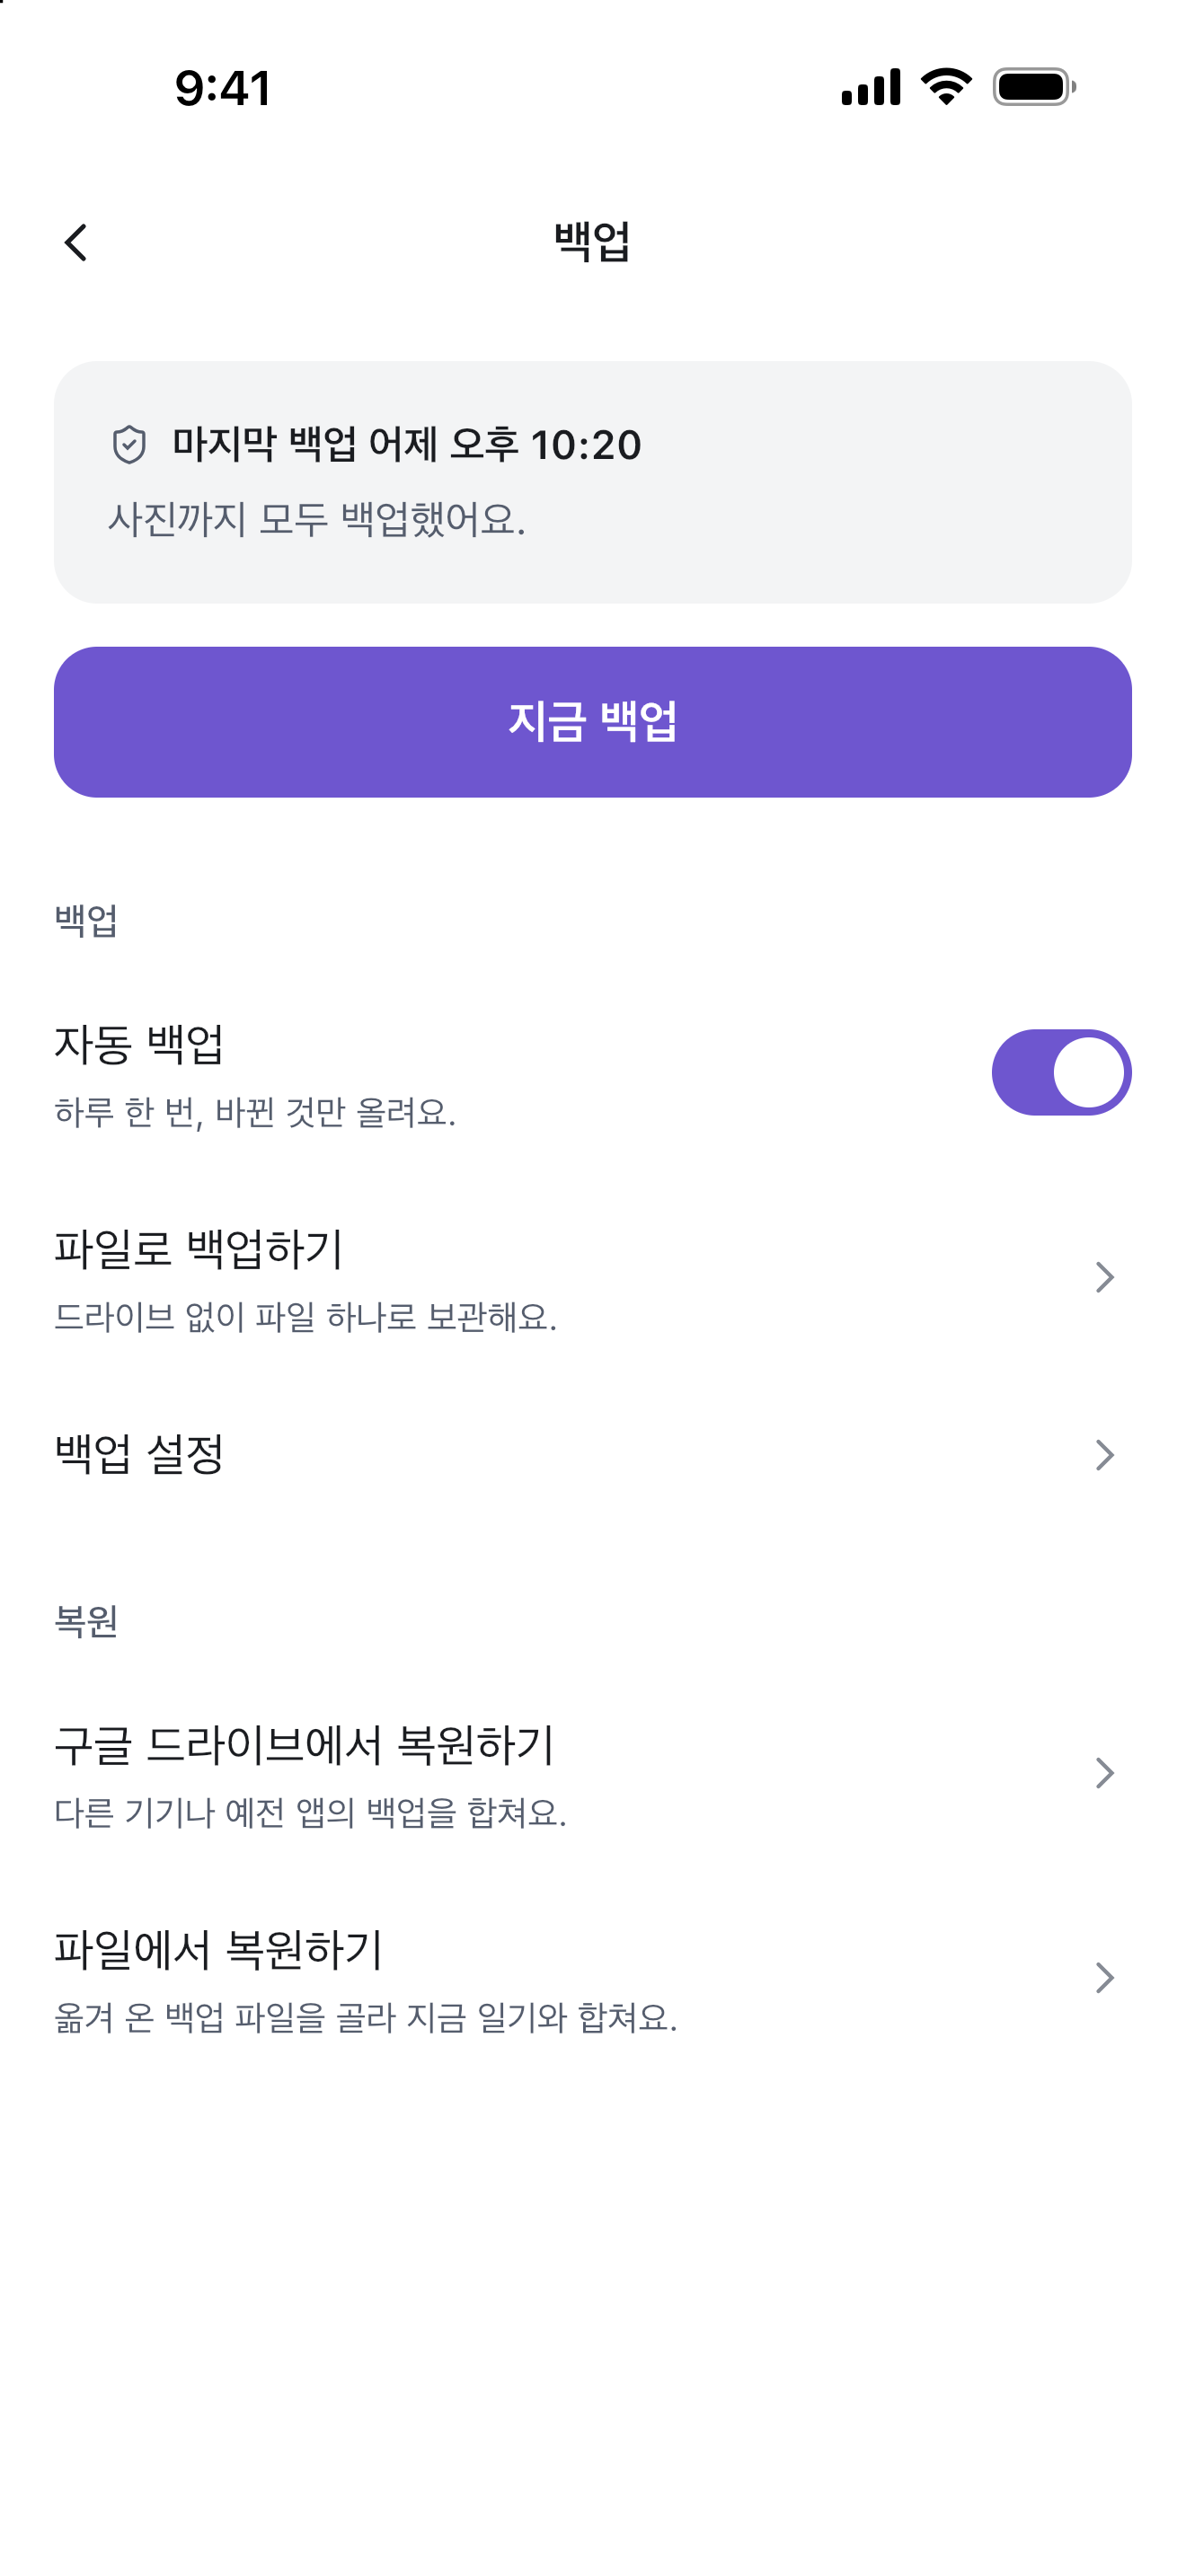 9:41
백업
마지막 백업 어제 오후 10:20
사진까지 모두 백업했어요.
지금 백업
백업
자동 백업
하루 한 번, 바뀐 것만 올려요.
파일로 백업하기
드라이브 없이 파일 하나로 보관해요.
백업 설정
복원
구글 드라이브에서 복원하기
다른 기기나 예전 앱의 백업을 합쳐요.
파일에서 복원하기
옮겨 온 백업 파일을 골라 지금 일기와 합쳐요.